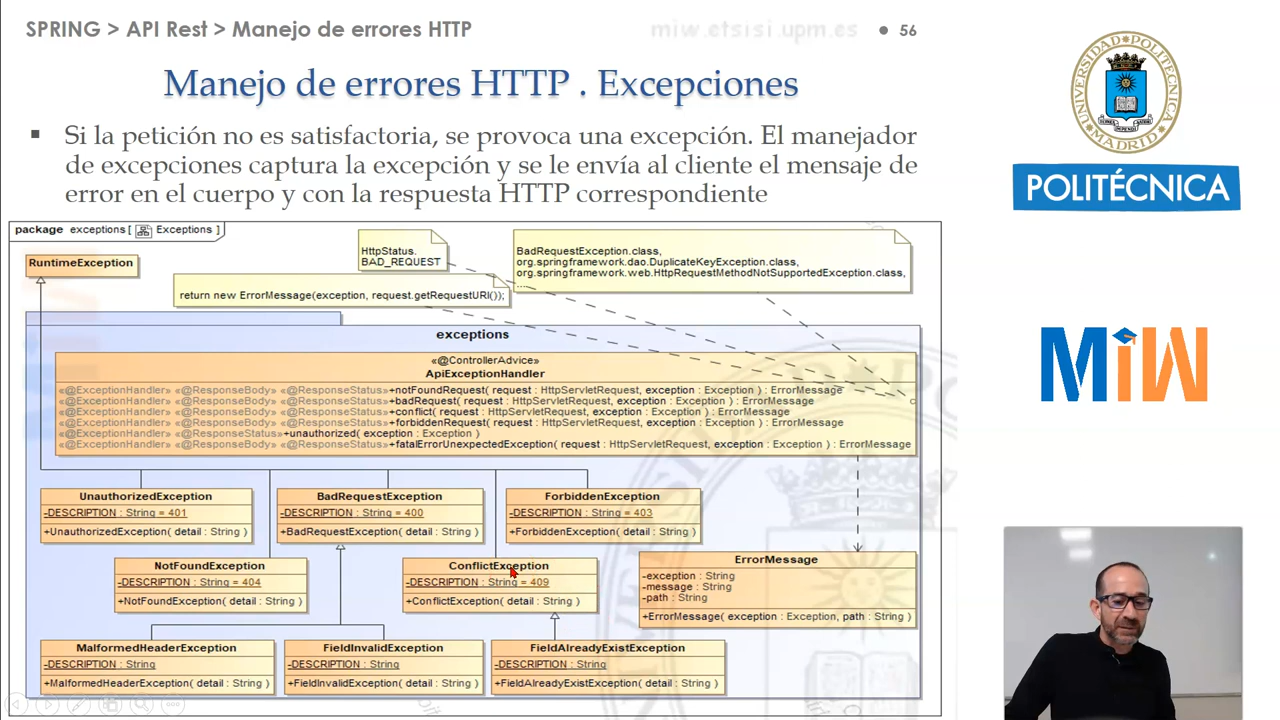 SPRING > API Rest > Manejo de errores HTTP
miw.etsisi.upm.es
56
Manejo de errores HTTP . Excepciones
Si la petición no es satisfactoria, se provoca una excepción. El manejador
de excepciones captura la excepción y se le envía al cliente el mensaje de
error en el cuerpo y con la respuesta HTTP correspondiente
package exceptions [ Exceptions ]
RuntimeException
HttpStatus.
BAD_REQUEST
BadRequestException.class,
org.springframework.dao.DuplicateKeyException.class,
org.springframework.web.HttpRequestMethodNotSupportedException.class,
....
return new ErrorMessage(exception, request.getRequestURI());
exceptions
«@ControllerAdvice»
ApiExceptionHandler
«@ExceptionHandler» «@ResponseBody» «@ResponseStatus»+notFoundRequest( request : HttpServletRequest, exception : Exception ) : ErrorMessage
«@ExceptionHandler» «@ResponseBody» «@ResponseStatus»+badRequest( request : HttpServletRequest, exception : Exception ) : ErrorMessage
«@ExceptionHandler» «@ResponseBody» «@ResponseStatus»+conflict( request : HttpServletRequest, exception : Exception ) : ErrorMessage
«@ExceptionHandler» «@ResponseBody» «@ResponseStatus»+forbiddenRequest( request : HttpServletRequest, exception : Exception ) : ErrorMessage
«@ExceptionHandler» «@ResponseStatus»+unauthorized( exception : Exception )
«@ExceptionHandler» «@ResponseBody» «@ResponseStatus»+fatalErrorUnexpectedException( request : HttpServletRequest, exception : Exception ) : ErrorMessage
UnauthorizedException
-DESCRIPTION : String = 401
+UnauthorizedException( detail : String )
BadRequestException
-DESCRIPTION : String = 400
+BadRequestException( detail : String )
ForbiddenException
-DESCRIPTION : String = 403
+ForbiddenException( detail : String )
NotFoundException
-DESCRIPTION : String = 404
+NotFoundException( detail : String )
ConflictException
-DESCRIPTION : String = 409
+ConflictException( detail : String )
ErrorMessage
-exception : String
-message : String
-path : String
+ErrorMessage( exception : Exception, path : String )
MalformedHeaderException
-DESCRIPTION : String
+MalformedHeaderException( detail : String )
FieldInvalidException
-DESCRIPTION : String
+FieldInvalidException( detail : String )
FieldAlreadyExistException
-DESCRIPTION : String
+FieldAlreadyExistException( detail : String )
UNIVERSIDAD POLITÉCNICA
MADRID
POLITÉCNICA
MiW